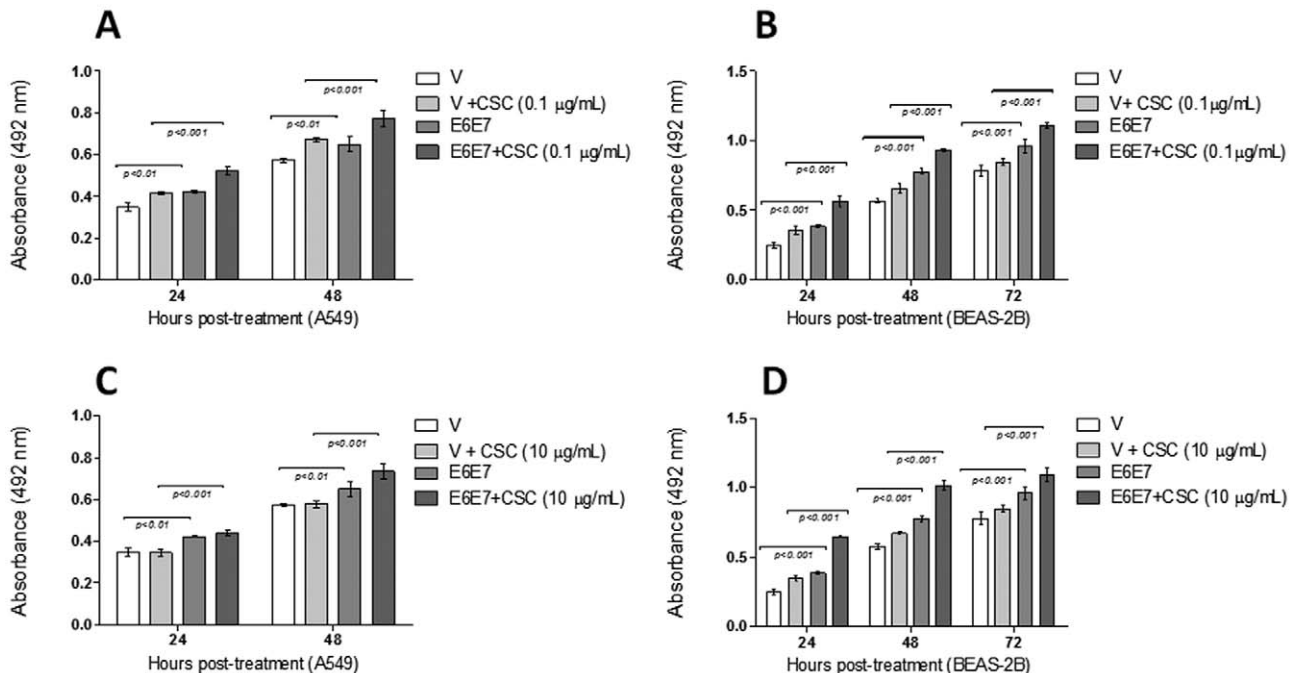 A
Absorbance (492 nm)
1.0
0.8
0.6
0.4
0.2
0.0
p<0.01
p<0.001
p<0.01
p<0.001
24
48
Hours post-treatment (A549)
V
V +CSC (0.1 µg/mL)
E6E7
E6E7+CSC (0.1 µg/mL)
B
Absorbance (492 nm)
1.5
1.0
0.5
0.0
p<0.001
p<0.001
p<0.001
p<0.001
p<0.001
p<0.001
24
48
72
Hours post-treatment (BEAS-2B)
V
V+ CSC (0.1µg/mL)
E6E7
E6E7+CSC (0.1 µg/mL)
C
Absorbance (492 nm)
1.0
0.8
0.6
0.4
0.2
0.0
p<0.01
p<0.001
p<0.01
p<0.001
24
48
Hours post-treatment (A549)
V
V + CSC (10 µg/mL)
E6E7
E6E7+CSC (10 µg/mL)
D
Absorbance (492 nm)
1.5
1.0
0.5
0.0
p<0.001
p<0.001
p<0.001
p<0.001
p<0.001
p<0.001
24
48
72
Hours post-treatment (BEAS-2B)
V
V + CSC (10 µg/mL)
E6E7
E6E7+CSC (10 µg/mL)